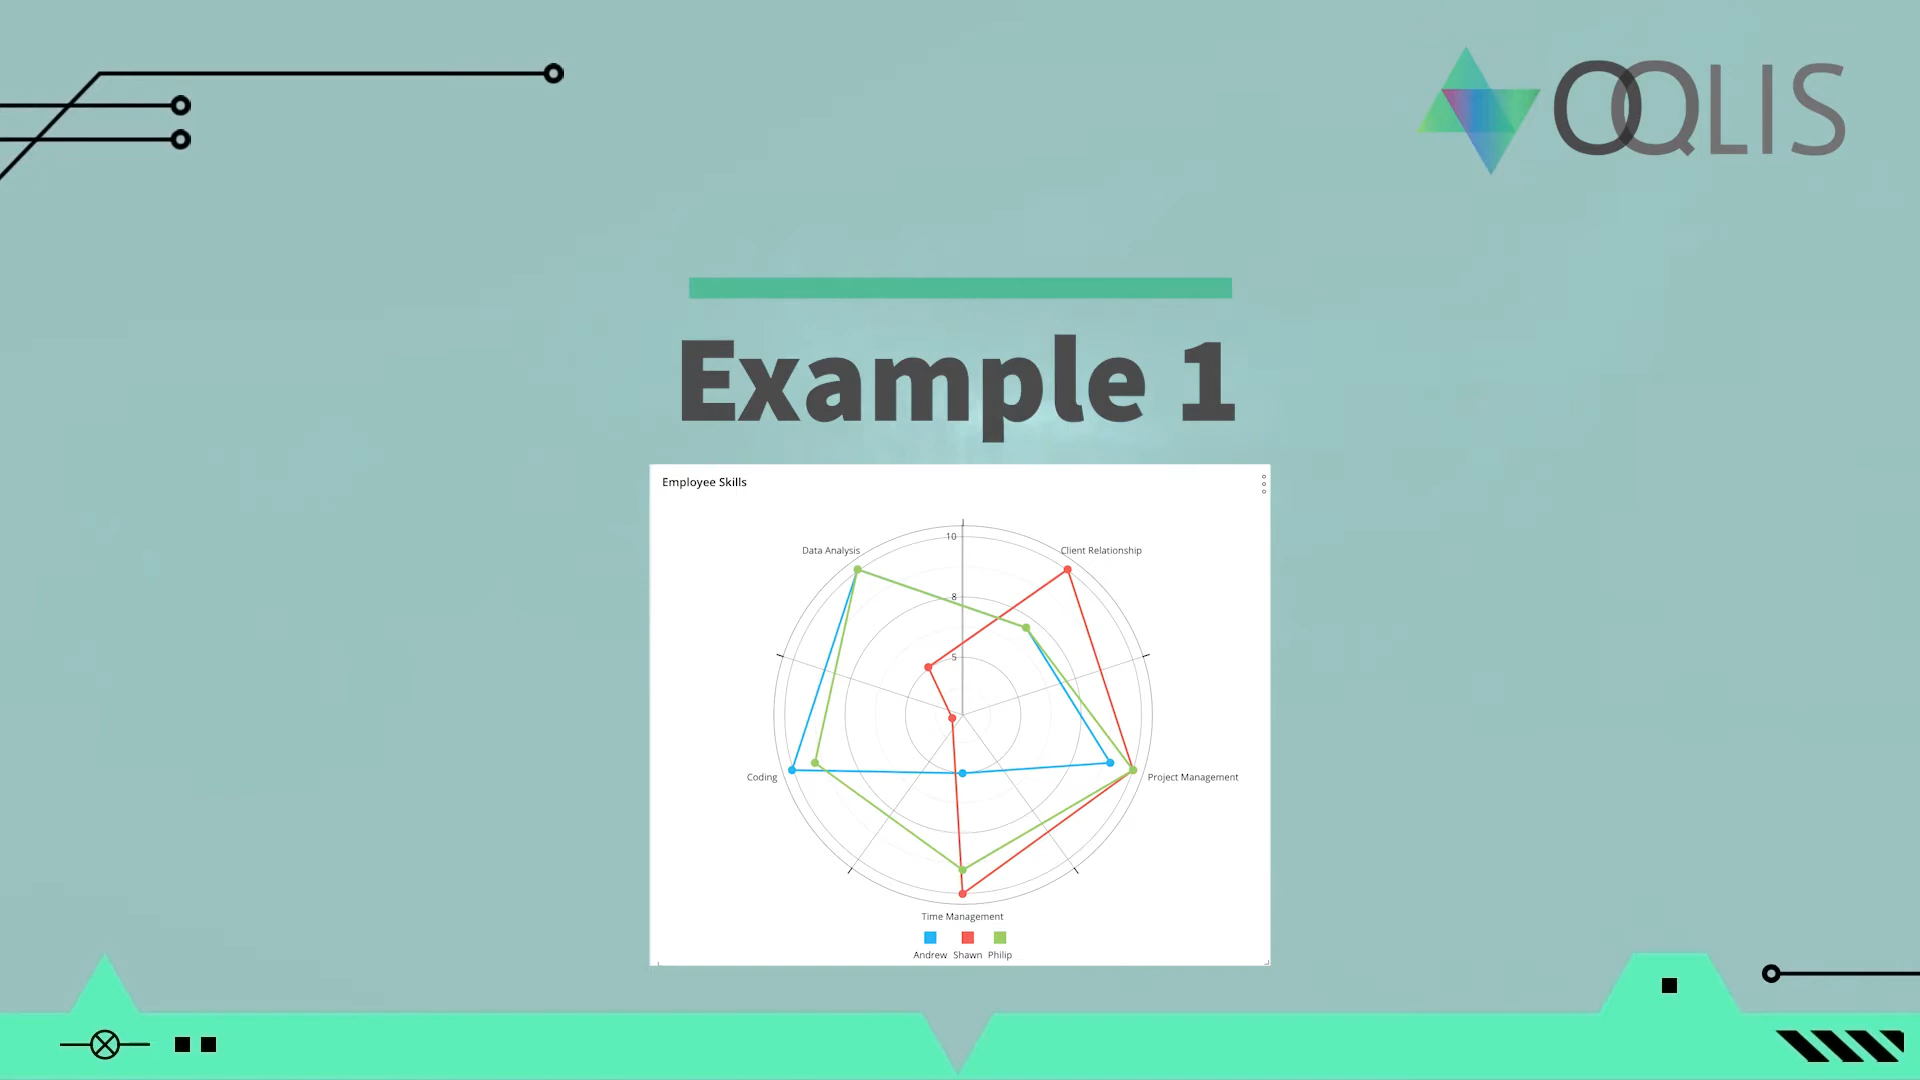 OQLIS
Example 1
Employee Skills
10
Data Analysis
Client Relationship
8
5
Coding
Project Management
Time Management
Andrew Shawn Philip